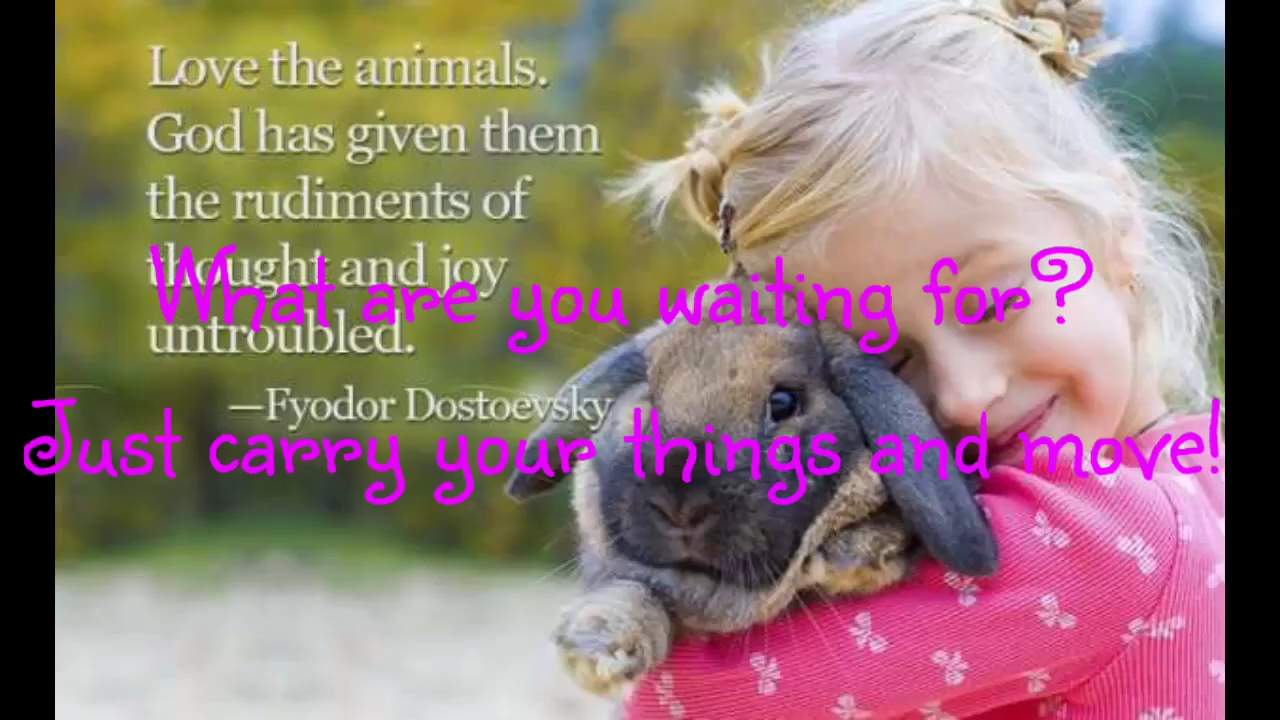 Love the animals.
God has given them
the rudiments of
thought and joy
untroubled.
—Fyodor Dostoevsky
What are you waiting for?
Just carry your things and move!